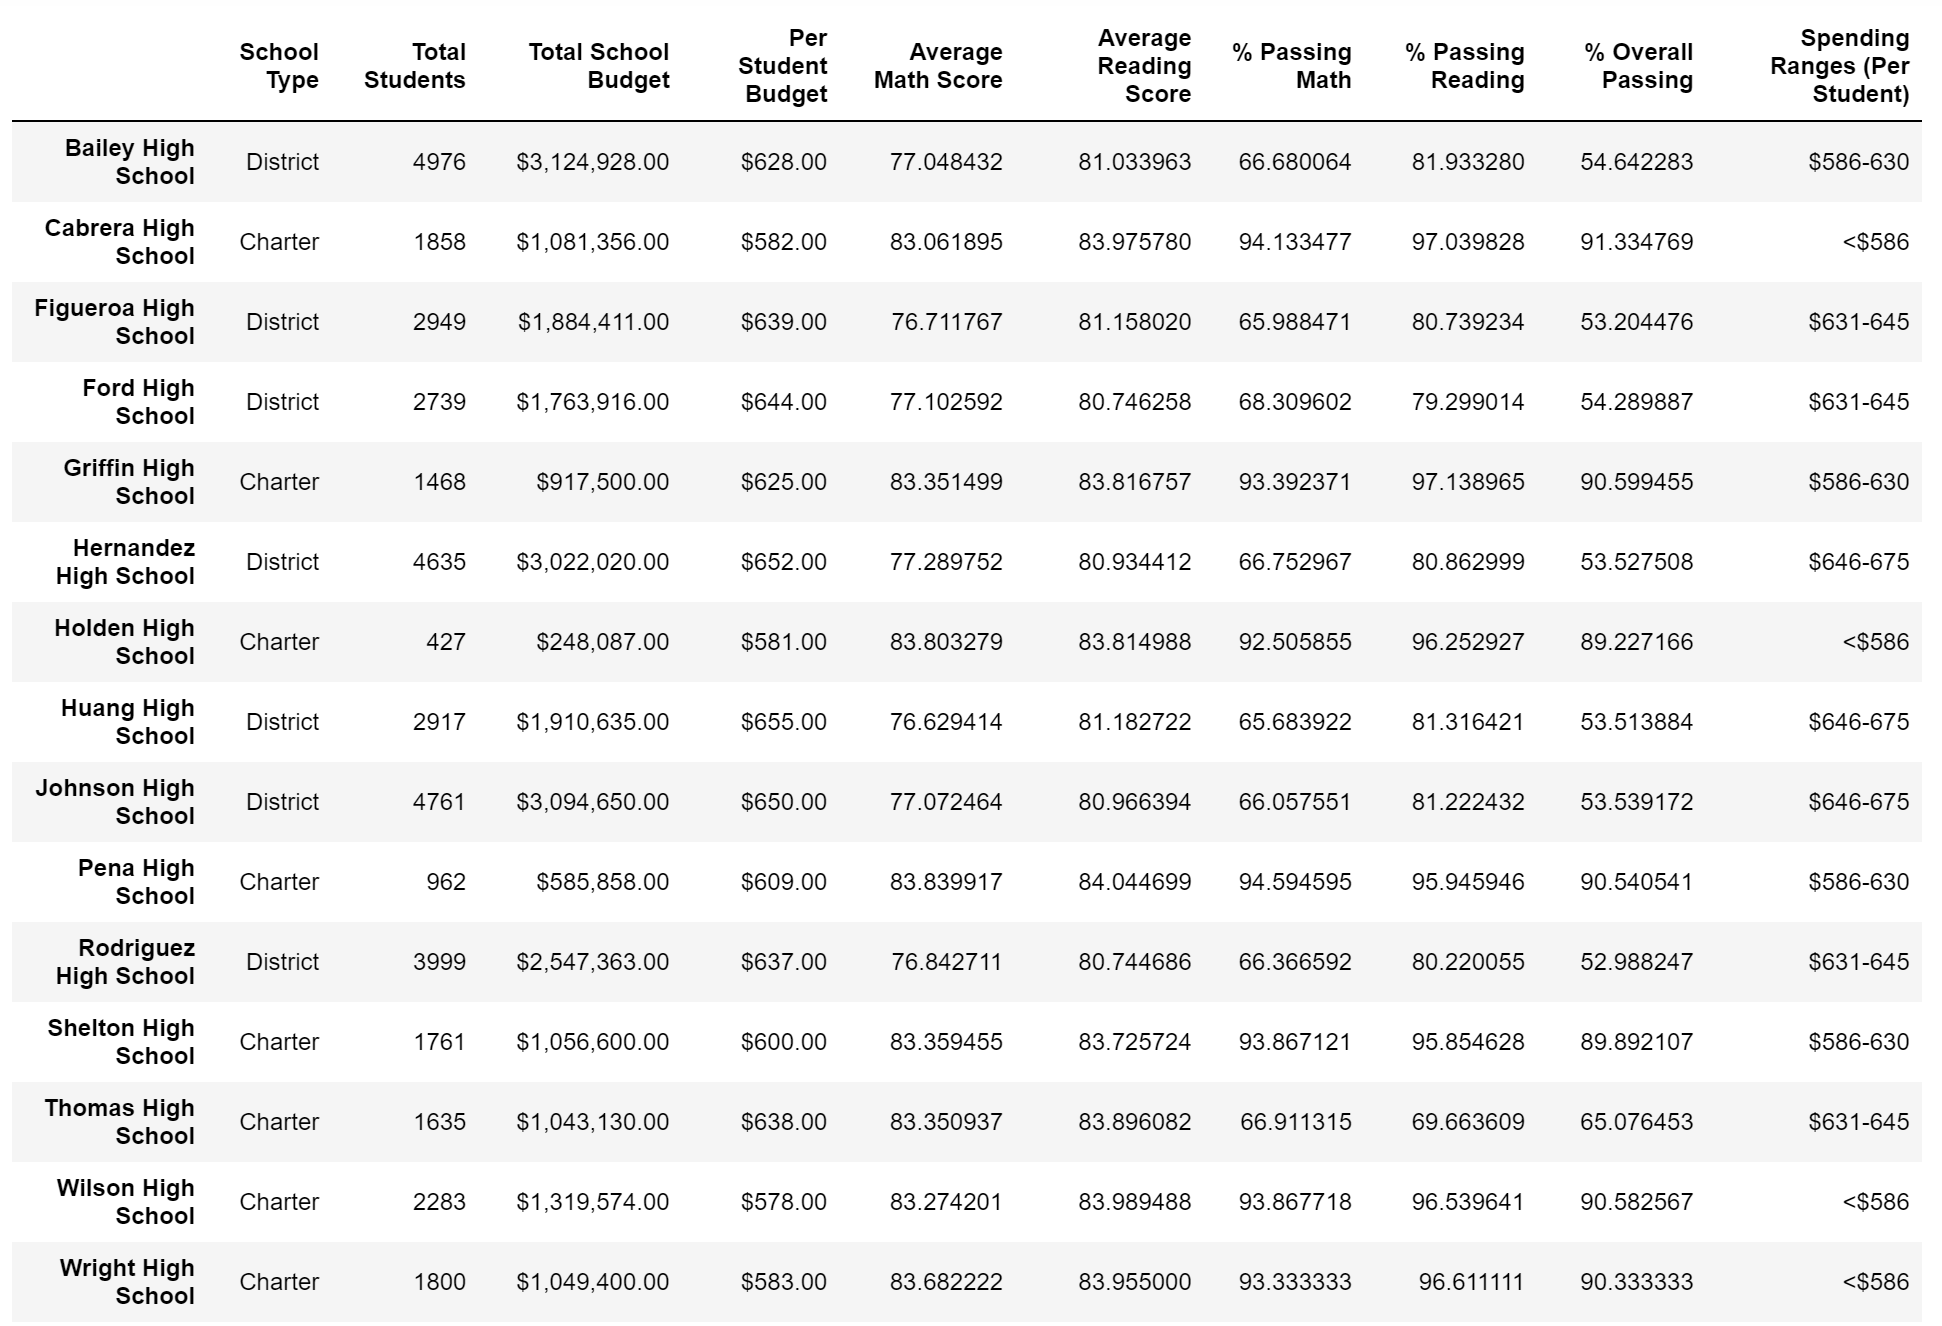 School Type	Total Students	Total School Budget	Per Student Budget	Average Math Score	Average Reading Score	% Passing Math	% Passing Reading	% Overall Passing	Spending Ranges (Per Student)
Bailey High School	District	4976	$3,124,928.00	$628.00	77.048432	81.033963	66.680064	81.933280	54.642283	$586-630
Cabrera High School	Charter	1858	$1,081,356.00	$582.00	83.061895	83.975780	94.133477	97.039828	91.334769	<$586
Figueroa High School	District	2949	$1,884,411.00	$639.00	76.711767	81.158020	65.988471	80.739234	53.204476	$631-645
Ford High School	District	2739	$1,763,916.00	$644.00	77.102592	80.746258	68.309602	79.299014	54.289887	$631-645
Griffin High School	Charter	1468	$917,500.00	$625.00	83.351499	83.816757	93.392371	97.138965	90.599455	$586-630
Hernandez High School	District	4635	$3,022,020.00	$652.00	77.289752	80.934412	66.752967	80.862999	53.527508	$646-675
Holden High School	Charter	427	$248,087.00	$581.00	83.803279	83.814988	92.505855	96.252927	89.227166	<$586
Huang High School	District	2917	$1,910,635.00	$655.00	76.629414	81.182722	65.683922	81.316421	53.513884	$646-675
Johnson High School	District	4761	$3,094,650.00	$650.00	77.072464	80.966394	66.057551	81.222432	53.539172	$646-675
Pena High School	Charter	962	$585,858.00	$609.00	83.839917	84.044699	94.594595	95.945946	90.540541	$586-630
Rodriguez High School	District	3999	$2,547,363.00	$637.00	76.842711	80.744686	66.366592	80.220055	52.988247	$631-645
Shelton High School	Charter	1761	$1,056,600.00	$600.00	83.359455	83.725724	93.867121	95.854628	89.892107	$586-630
Thomas High School	Charter	1635	$1,043,130.00	$638.00	83.350937	83.896082	66.911315	69.663609	65.076453	$631-645
Wilson High School	Charter	2283	$1,319,574.00	$578.00	83.274201	83.989488	93.867718	96.539641	90.582567	<$586
Wright High School	Charter	1800	$1,049,400.00	$583.00	83.682222	83.955000	93.333333	96.611111	90.333333	<$586